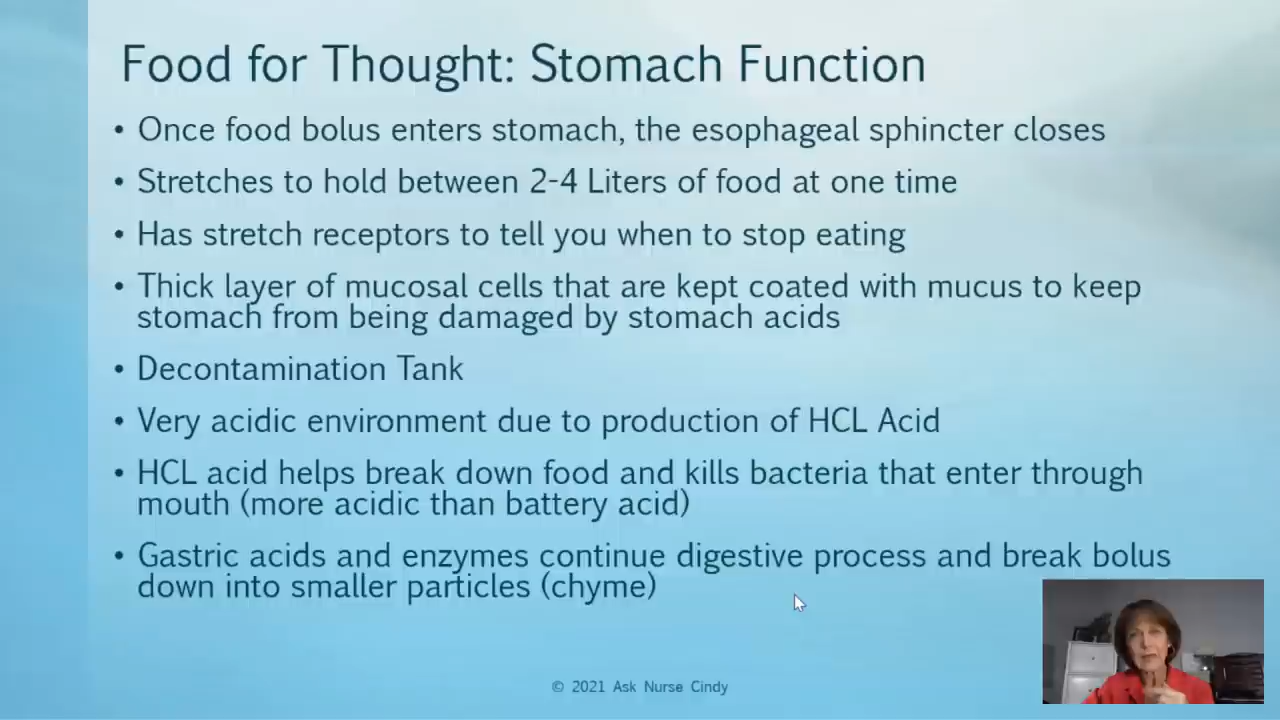 Food for Thought: Stomach Function
• Once food bolus enters stomach, the esophageal sphincter closes
• Stretches to hold between 2-4 Liters of food at one time
• Has stretch receptors to tell you when to stop eating
• Thick layer of mucosal cells that are kept coated with mucus to keep
stomach from being damaged by stomach acids
• Decontamination Tank
• Very acidic environment due to production of HCL Acid
• HCL acid helps break down food and kills bacteria that enter through
mouth (more acidic than battery acid)
• Gastric acids and enzymes continue digestive process and break bolus
down into smaller particles (chyme)
© 2021 Ask Nurse Cindy